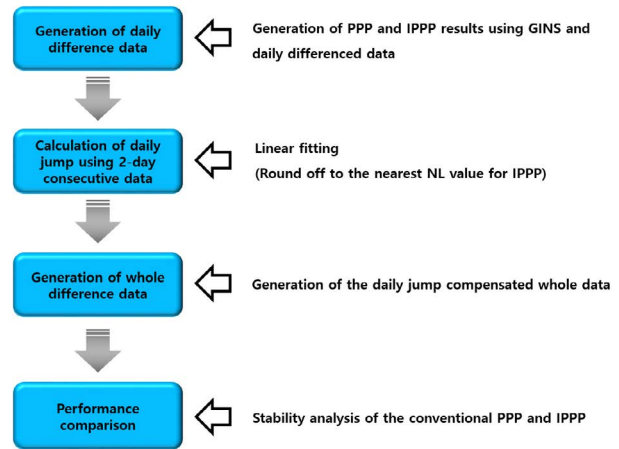 Generation of daily
difference data
Generation of PPP and IPPP results using GINS and
daily differenced data
Calculation of daily
jump using 2-day
consecutive data
Linear fitting
(Round off to the nearest NL value for IPPP)
Generation of whole
difference data
Generation of the daily jump compensated whole data
Performance
comparison
Stability analysis of the conventional PPP and IPPP